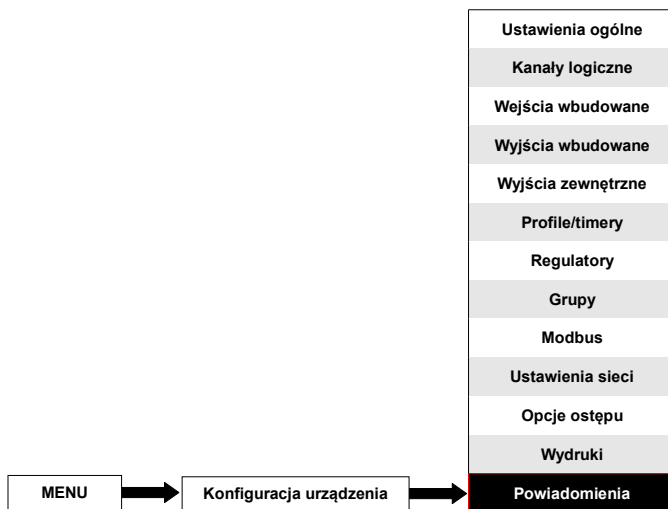 Ustawienia ogólne
Kanały logiczne
Wejścia wbudowane
Wyjścia wbudowane
Wyjścia zewnętrzne
Profile/timery
Regulatory
Grupy
Modbus
Ustawienia sieci
Opcje ostępu
Wydruki
MENU Konfiguracja urządzenia Powiadomienia